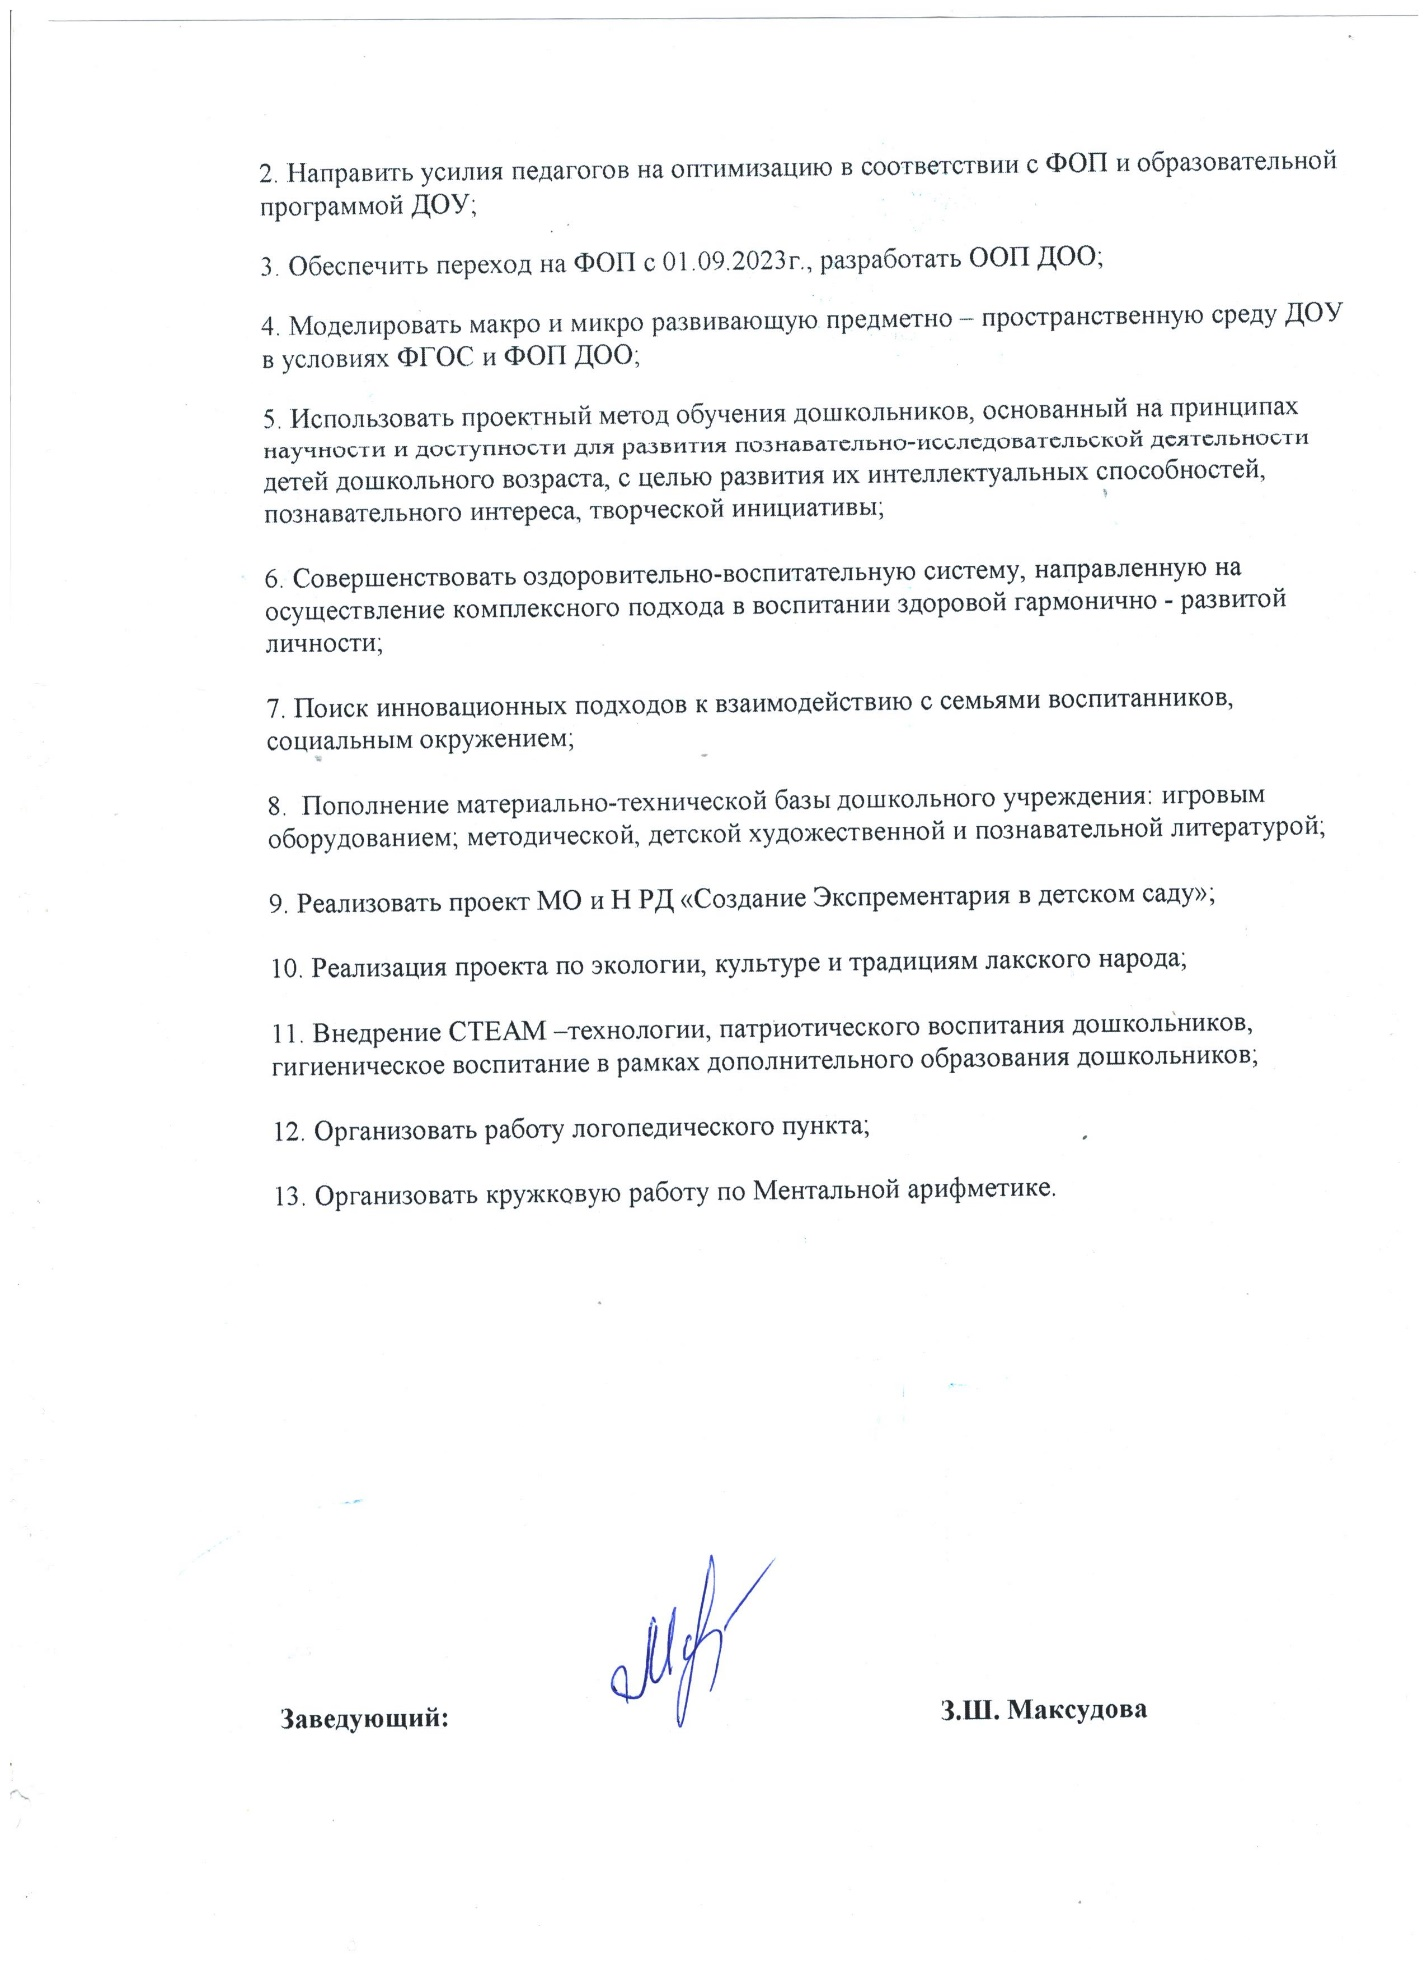 2. Направить усилия педагогов на оптимизацию в соответствии с ФОП и образовательной
программой ДОУ;
3. Обеспечить переход на ФОП с 01.09.2023г., разработать ООП ДОО;
4. Моделировать макро и микро развивающую предметно – пространственную среду ДОУ
в условиях ФГОС и ФОП ДОО;
5. Использовать проектный метод обучения дошкольников, основанный на принципах
научности и доступности для развития познавательно-исследовательской деятельности
детей дошкольного возраста, с целью развития их интеллектуальных способностей,
познавательного интереса, творческой инициативы;
6. Совершенствовать оздоровительно-воспитательную систему, направленную на
осуществление комплексного подхода в воспитании здоровой гармонично - развитой
личности;
7. Поиск инновационных подходов к взаимодействию с семьями воспитанников,
социальным окружением;
8.  Пополнение материально-технической базы дошкольного учреждения: игровым
оборудованием; методической, детской художественной и познавательной литературой;
9. Реализовать проект МО и Н РД «Создание Экспрементария в детском саду»;
10. Реализация проекта по экологии, культуре и традициям лакского народа;
11. Внедрение СТЕАМ –технологии, патриотического воспитания дошкольников,
гигиеническое воспитание в рамках дополнительного образования дошкольников;
12. Организовать работу логопедического пункта;
13. Организовать кружковую работу по Ментальной арифметике.
Заведующий: З.Ш. Максудова